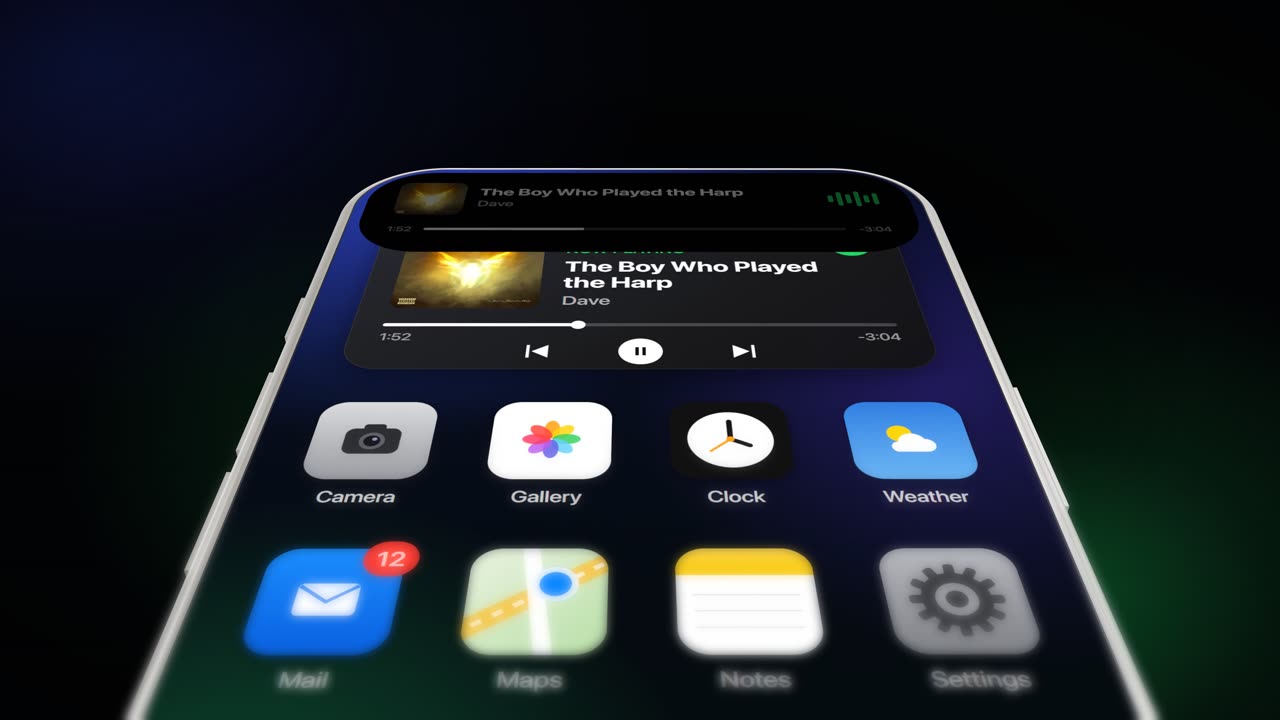 The Boy Who Played the Harp
Dave
1:52
-3:04
The Boy Who Played
the Harp
Dave
1:52
-3:04
Camera
Gallery
Clock
Weather
12
Mail
Maps
Notes
Settings